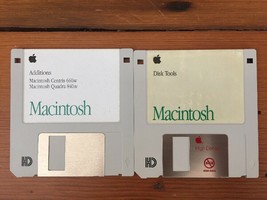 Additions
Macintosh Centris 660AV
Macintosh Quadra 840AV
Macintosh
HD
Disk Tools
Macintosh
HD